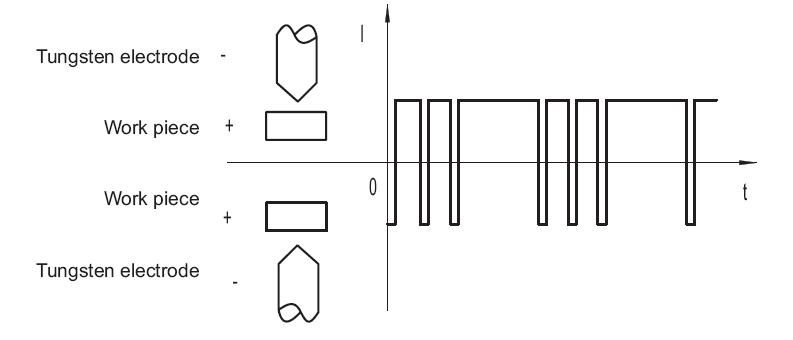 I
Tungsten electrode -
Work piece +
0
t
Work piece
+
Tungsten electrode
-